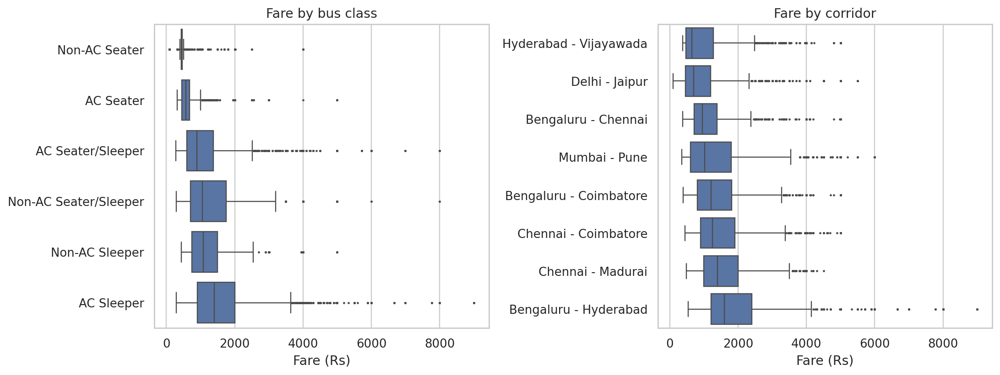 Fare by bus class
Non-AC Seater
AC Seater
AC Seater/Sleeper
Non-AC Seater/Sleeper
Non-AC Sleeper
AC Sleeper
0 2000 4000 6000 8000
Fare (Rs)
Fare by corridor
Hyderabad - Vijayawada
Delhi - Jaipur
Bengaluru - Chennai
Mumbai - Pune
Bengaluru - Coimbatore
Chennai - Coimbatore
Chennai - Madurai
Bengaluru - Hyderabad
0 2000 4000 6000 8000
Fare (Rs)